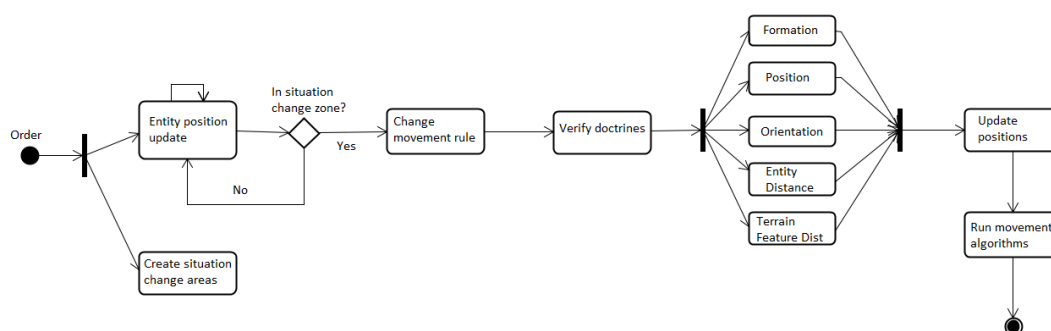 Order
Entity position
update
In situation
change zone?
Yes
No
Create situation
change areas
Change
movement rule
Verify doctrines
Formation
Position
Orientation
Entity
Distance
Terrain
Feature Dist
Update
positions
Run movement
algorithms